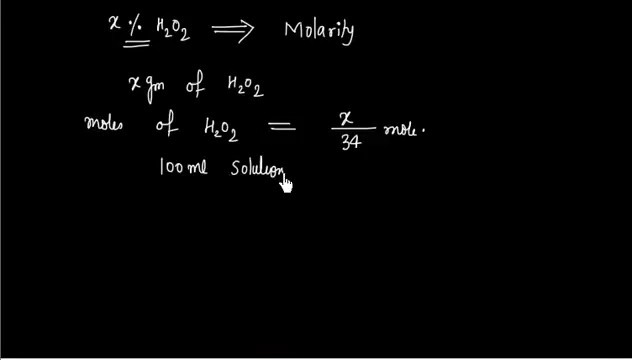 x % H₂O₂ ⟹ Molarity
x gm of H₂O₂
moles of H₂O₂ = x/34 mole.
100 ml Solution